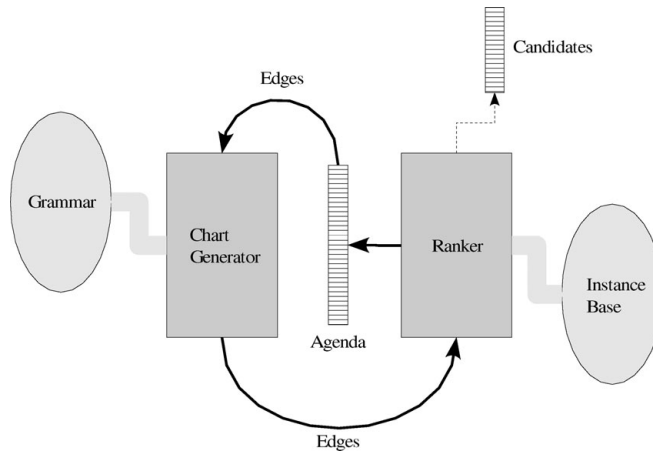 Candidates
Edges
Grammar
Chart
Generator
Ranker
Instance
Base
Agenda
Edges